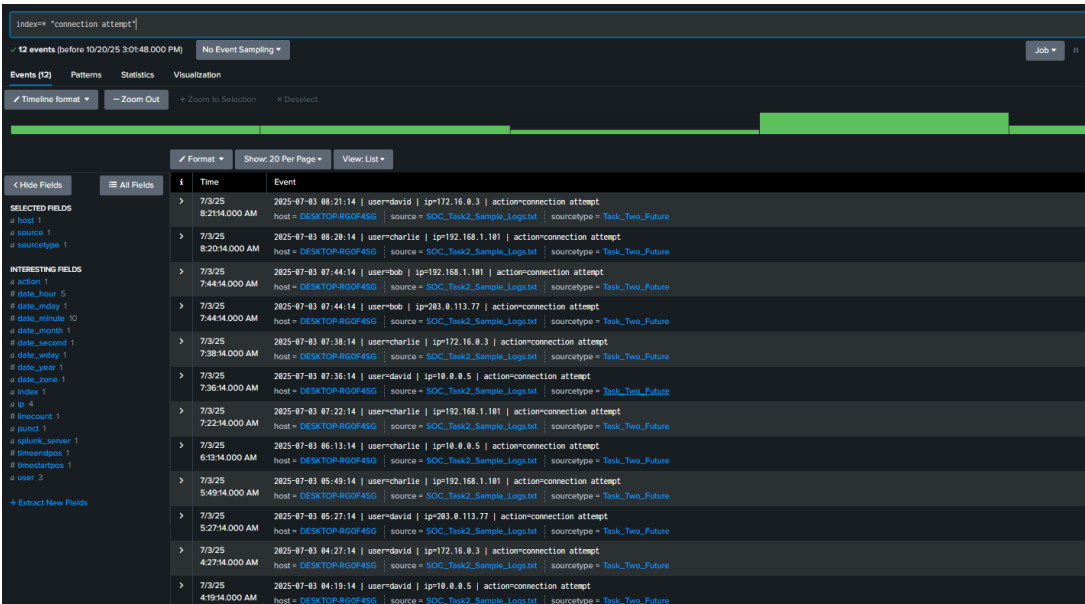 index=* "connection attempt"
✓ 12 events (before 10/20/25 3:01:48.000 PM) No Event Sampling ▾ Job ▾
Events (12) Patterns Statistics Visualization
Timeline format ▾ – Zoom Out + Zoom to Selection × Deselect
Format ▾ Show: 20 Per Page ▾ View: List ▾
< Hide Fields All Fields i Time Event
SELECTED FIELDS
a host 1
a source 1
a sourcetype 1
INTERESTING FIELDS
a action 1
# date_hour 5
# date_mday 1
# date_minute 10
a date_month 1
# date_second 1
a date_wday 1
# date_year 1
a date_zone 1
a index 1
a ip 4
# linecount 1
a punct 1
a splunk_server 1
# timeendpos 1
# timestartpos 1
a user 3
+ Extract New Fields
> 7/3/25 2025-07-03 08:21:14 | user=david | ip=172.16.0.3 | action=connection attempt
8:21:14.000 AM host = DESKTOP-RG0F4SG source = SOC_Task2_Sample_Logs.txt sourcetype = Task_Two_Future
> 7/3/25 2025-07-03 08:20:14 | user=charlie | ip=192.168.1.101 | action=connection attempt
8:20:14.000 AM host = DESKTOP-RG0F4SG source = SOC_Task2_Sample_Logs.txt sourcetype = Task_Two_Future
> 7/3/25 2025-07-03 07:44:14 | user=bob | ip=192.168.1.101 | action=connection attempt
7:44:14.000 AM host = DESKTOP-RG0F4SG source = SOC_Task2_Sample_Logs.txt sourcetype = Task_Two_Future
> 7/3/25 2025-07-03 07:44:14 | user=bob | ip=203.0.113.77 | action=connection attempt
7:44:14.000 AM host = DESKTOP-RG0F4SG source = SOC_Task2_Sample_Logs.txt sourcetype = Task_Two_Future
> 7/3/25 2025-07-03 07:38:14 | user=charlie | ip=172.16.0.3 | action=connection attempt
7:38:14.000 AM host = DESKTOP-RG0F4SG source = SOC_Task2_Sample_Logs.txt sourcetype = Task_Two_Future
> 7/3/25 2025-07-03 07:36:14 | user=david | ip=10.0.0.5 | action=connection attempt
7:36:14.000 AM host = DESKTOP-RG0F4SG source = SOC_Task2_Sample_Logs.txt sourcetype = Task_Two_Future
> 7/3/25 2025-07-03 07:22:14 | user=charlie | ip=192.168.1.101 | action=connection attempt
7:22:14.000 AM host = DESKTOP-RG0F4SG source = SOC_Task2_Sample_Logs.txt sourcetype = Task_Two_Future
> 7/3/25 2025-07-03 06:13:14 | user=charlie | ip=10.0.0.5 | action=connection attempt
6:13:14.000 AM host = DESKTOP-RG0F4SG source = SOC_Task2_Sample_Logs.txt sourcetype = Task_Two_Future
> 7/3/25 2025-07-03 05:49:14 | user=charlie | ip=192.168.1.101 | action=connection attempt
5:49:14.000 AM host = DESKTOP-RG0F4SG source = SOC_Task2_Sample_Logs.txt sourcetype = Task_Two_Future
> 7/3/25 2025-07-03 05:27:14 | user=david | ip=203.0.113.77 | action=connection attempt
5:27:14.000 AM host = DESKTOP-RG0F4SG source = SOC_Task2_Sample_Logs.txt sourcetype = Task_Two_Future
> 7/3/25 2025-07-03 04:27:14 | user=david | ip=172.16.0.3 | action=connection attempt
4:27:14.000 AM host = DESKTOP-RG0F4SG source = SOC_Task2_Sample_Logs.txt sourcetype = Task_Two_Future
> 7/3/25 2025-07-03 04:19:14 | user=david | ip=10.0.0.5 | action=connection attempt
4:19:14.000 AM host = DESKTOP-RG0F4SG source = SOC_Task2_Sample_Logs.txt sourcetype = Task_Two_Future